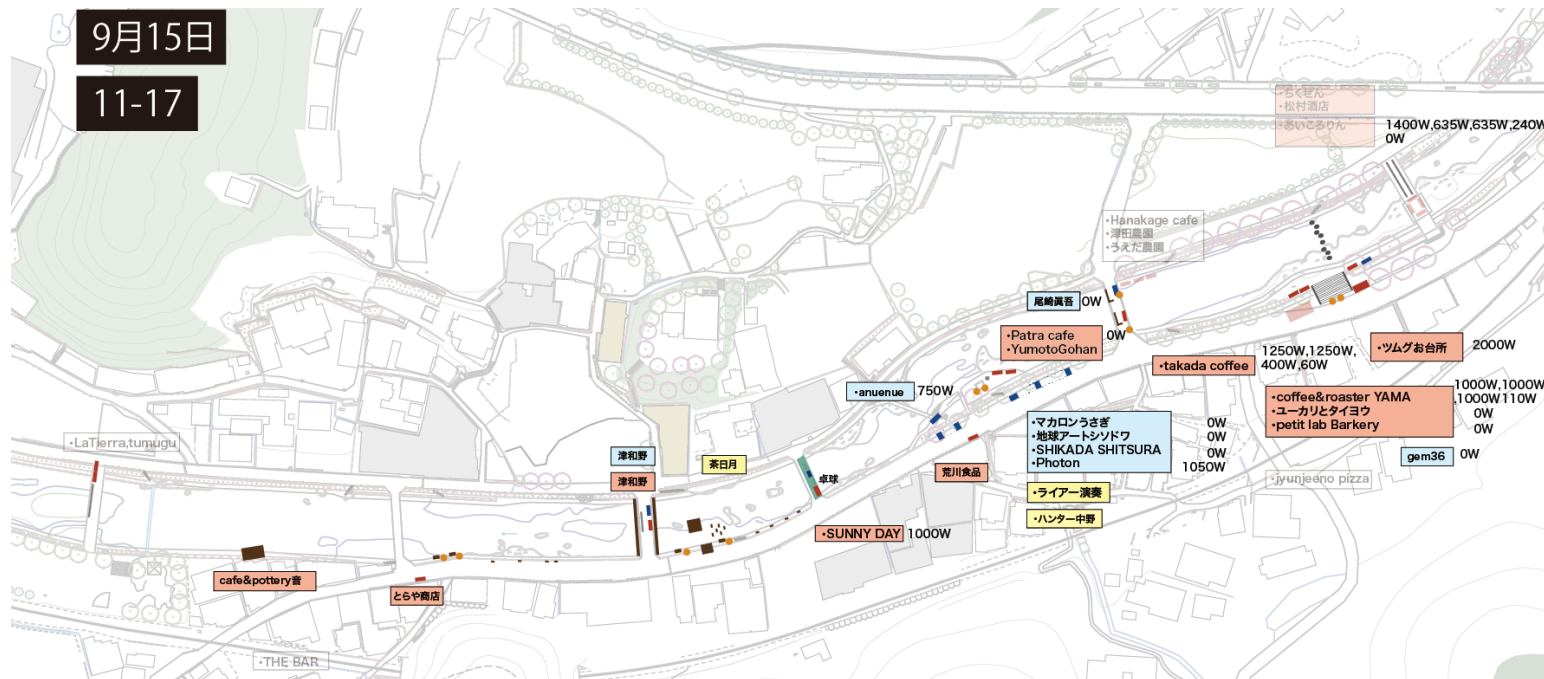 9月15日
11-17
・ろくぜん
・松村酒店
・あいころりん
1400W,635W,635W,240W
0W
・Hanakage cafe
・津田農園
・うえだ農園
尾崎眞吾
0W
・Patra cafe
・YumotoGohan
0W
・takada coffee
1250W,1250W,
400W,60W
・ツムグお台所
2000W
・anuenue
750W
・coffee&roaster YAMA
・ユーカリとタイヨウ
・petit lab Barkery
1000W,1000W
,1000W110W
0W
0W
・マカロンうさぎ
・地球アートシソドワ
・SHIKADA SHITSURA
・Photon
0W
0W
0W
1050W
gem36
0W
・LaTierra,tumugu
津和野
津和野
茶日月
卓球
荒川食品
・ライアー演奏
・ハンター中野
・jyunjeeno pizza
・SUNNY DAY
1000W
cafe&pottery音
とらや商店
・THE BAR